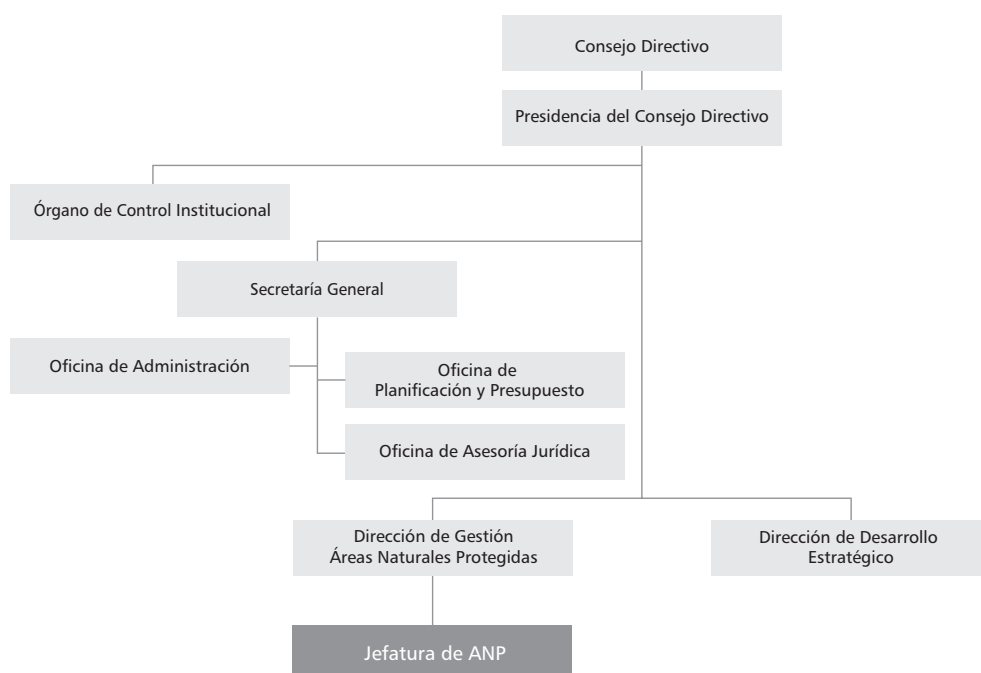 Consejo Directivo
Presidencia del Consejo Directivo
Órgano de Control Institucional
Secretaría General
Oficina de Administración
Oficina de
Planificación y Presupuesto
Oficina de Asesoría Jurídica
Dirección de Gestión
Áreas Naturales Protegidas
Dirección de Desarrollo
Estratégico
Jefatura de ANP